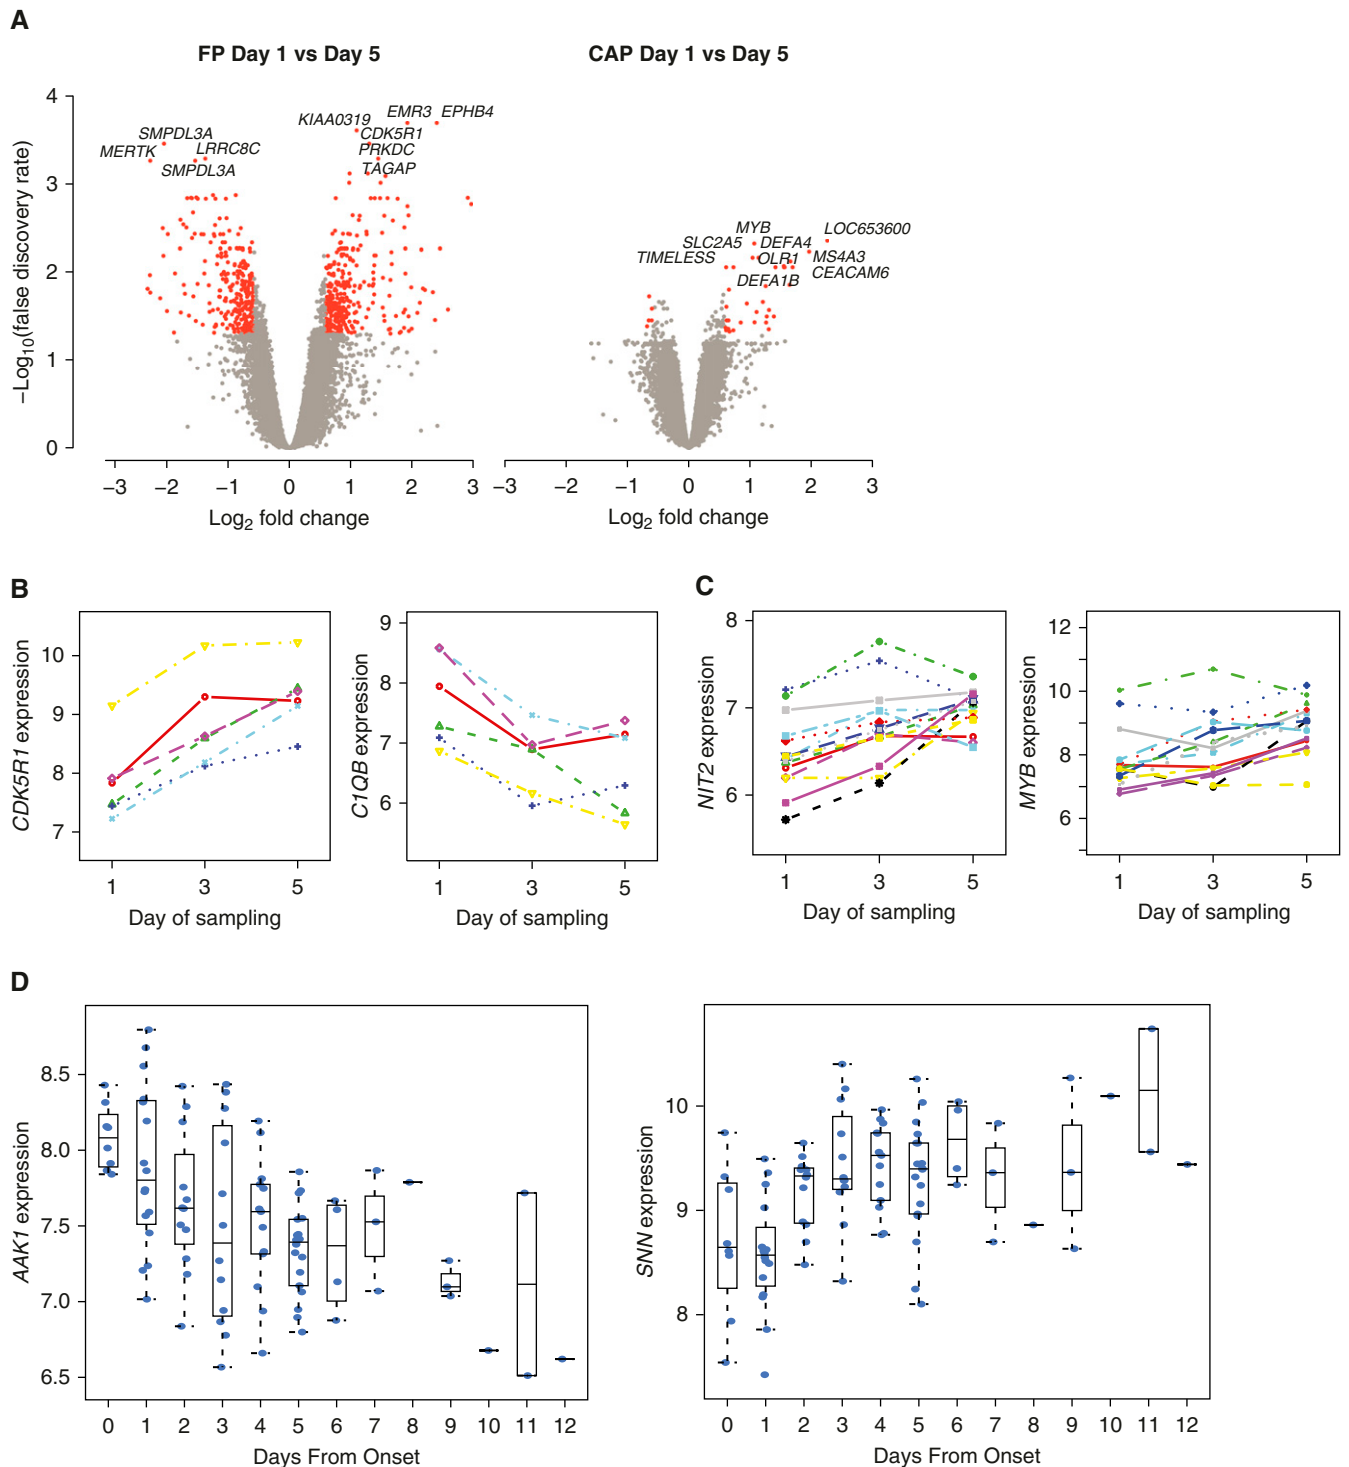 A
FP Day 1 vs Day 5
CAP Day 1 vs Day 5
−Log10(false discovery rate)
4
3
2
1
0
KIAA0319
EMR3
EPHB4
SMPDL3A
CDK5R1
MERTK
LRRC8C
PRKDC
SMPDL3A
TAGAP
MYB
LOC653600
SLC2A5
DEFA4
TIMELESS
OLR1
MS4A3
CEACAM6
DEFA1B
−3 −2 −1 0 1 2 3
−3 −2 −1 0 1 2 3
Log2 fold change
Log2 fold change
B
CDK5R1 expression
10
9
8
7
1 3 5
Day of sampling
C1QB expression
9
8
7
6
1 3 5
Day of sampling
C
NIT2 expression
8
7
6
1 3 5
Day of sampling
MYB expression
12
10
8
6
1 3 5
Day of sampling
D
AAK1 expression
8.5
8.0
7.5
7.0
6.5
0 1 2 3 4 5 6 7 8 9 10 11 12
Days From Onset
SNN expression
10
9
8
0 1 2 3 4 5 6 7 8 9 10 11 12
Days From Onset